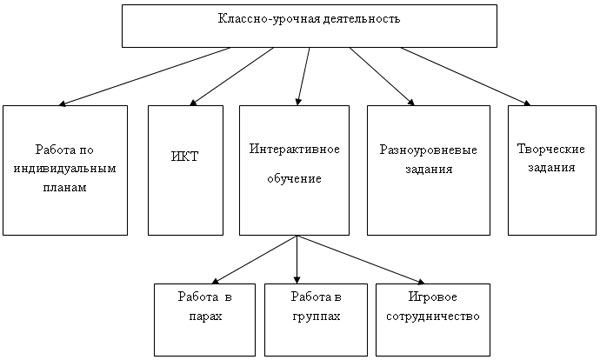 Классно-урочная деятельность
Работа по
индивидуальным
планам
ИКТ
Интерактивное
обучение
Разноуровневые
задания
Творческие
задания
Работа в
парах
Работа в
группах
Игровое
сотрудничество